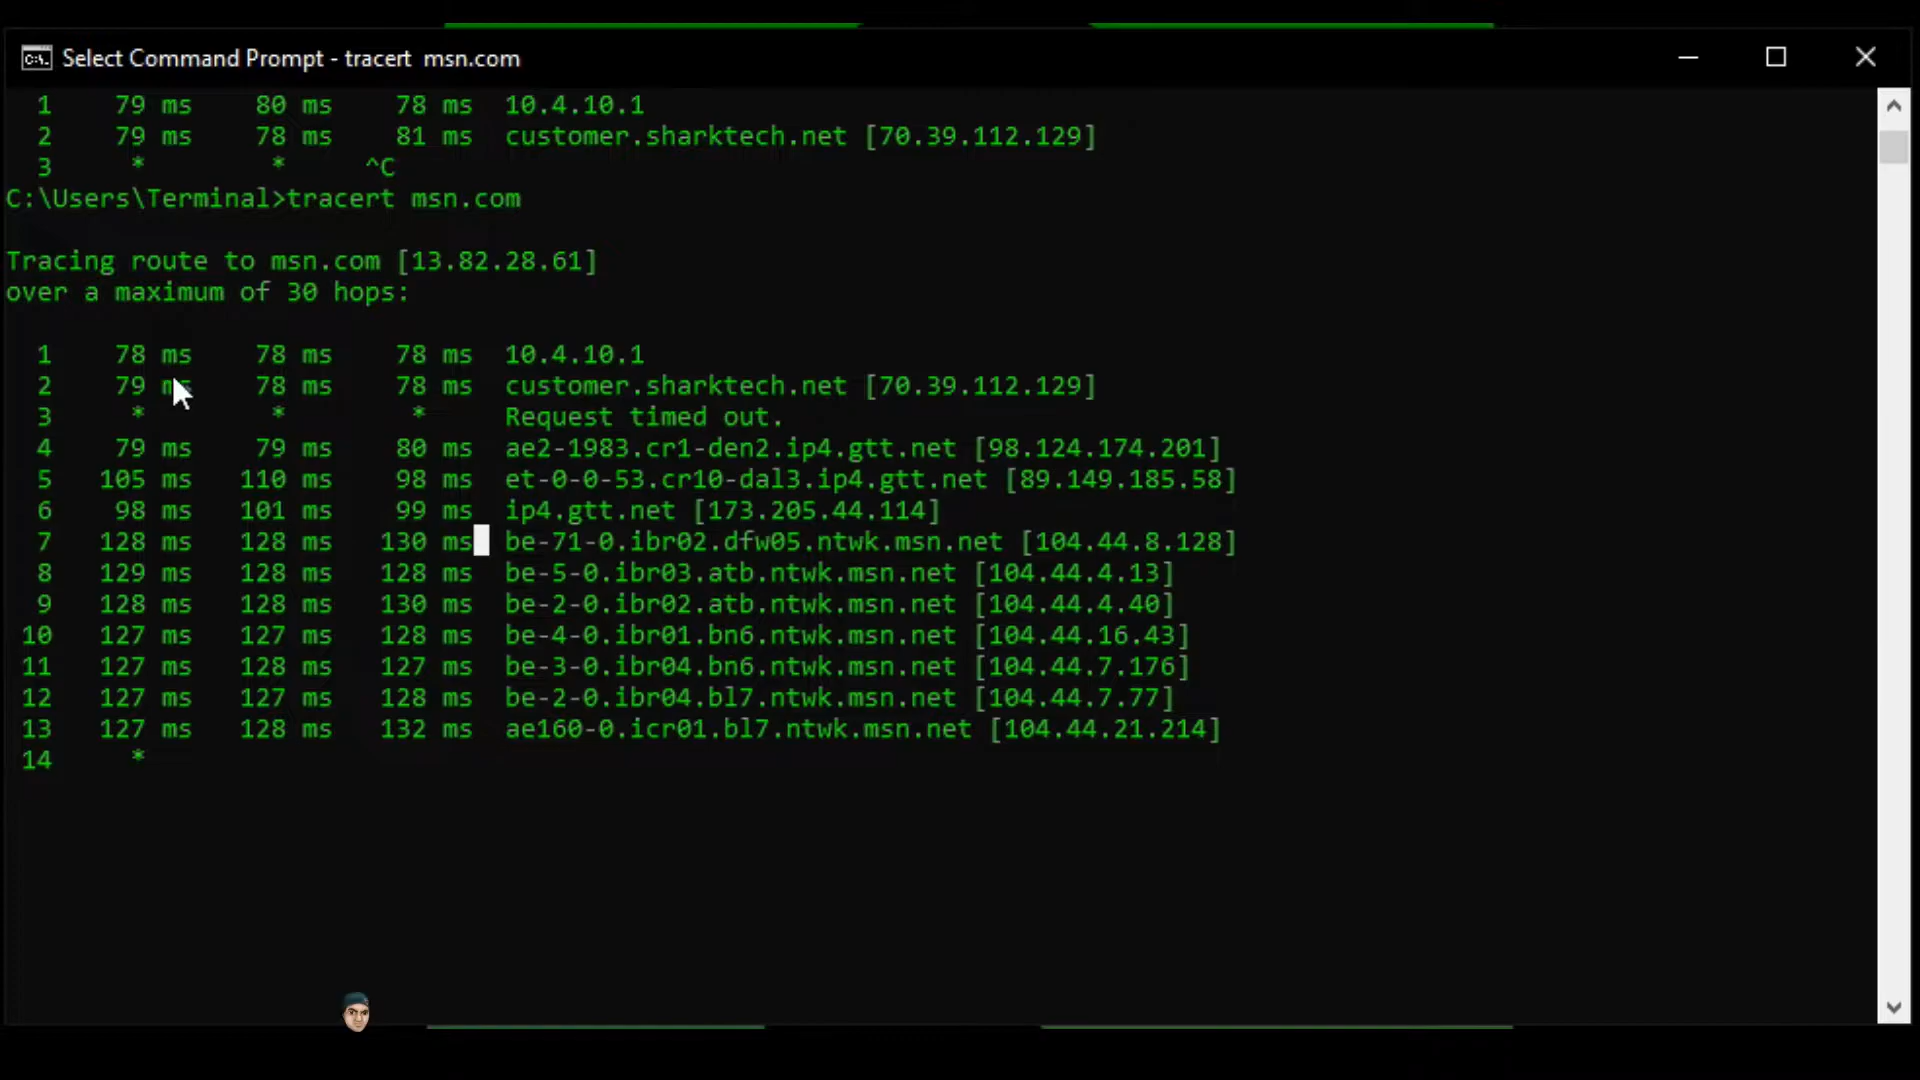 Select Command Prompt - tracert  msn.com
1 79 ms 80 ms 78 ms 10.4.10.1
2 79 ms 78 ms 81 ms customer.sharktech.net [70.39.112.129]
3 * * ^C
C:\Users\Terminal>tracert msn.com
Tracing route to msn.com [13.82.28.61]
over a maximum of 30 hops:
1 78 ms 78 ms 78 ms 10.4.10.1
2 79 ms 78 ms 78 ms customer.sharktech.net [70.39.112.129]
3 * * * Request timed out.
4 79 ms 79 ms 80 ms ae2-1983.cr1-den2.ip4.gtt.net [98.124.174.201]
5 105 ms 110 ms 98 ms et-0-0-53.cr10-dal3.ip4.gtt.net [89.149.185.58]
6 98 ms 101 ms 99 ms ip4.gtt.net [173.205.44.114]
7 128 ms 128 ms 130 ms be-71-0.ibr02.dfw05.ntwk.msn.net [104.44.8.128]
8 129 ms 128 ms 128 ms be-5-0.ibr03.atb.ntwk.msn.net [104.44.4.13]
9 128 ms 128 ms 130 ms be-2-0.ibr02.atb.ntwk.msn.net [104.44.4.40]
10 127 ms 127 ms 128 ms be-4-0.ibr01.bn6.ntwk.msn.net [104.44.16.43]
11 127 ms 128 ms 127 ms be-3-0.ibr04.bn6.ntwk.msn.net [104.44.7.176]
12 127 ms 127 ms 128 ms be-2-0.ibr04.bl7.ntwk.msn.net [104.44.7.77]
13 127 ms 128 ms 132 ms ae160-0.icr01.bl7.ntwk.msn.net [104.44.21.214]
14 *